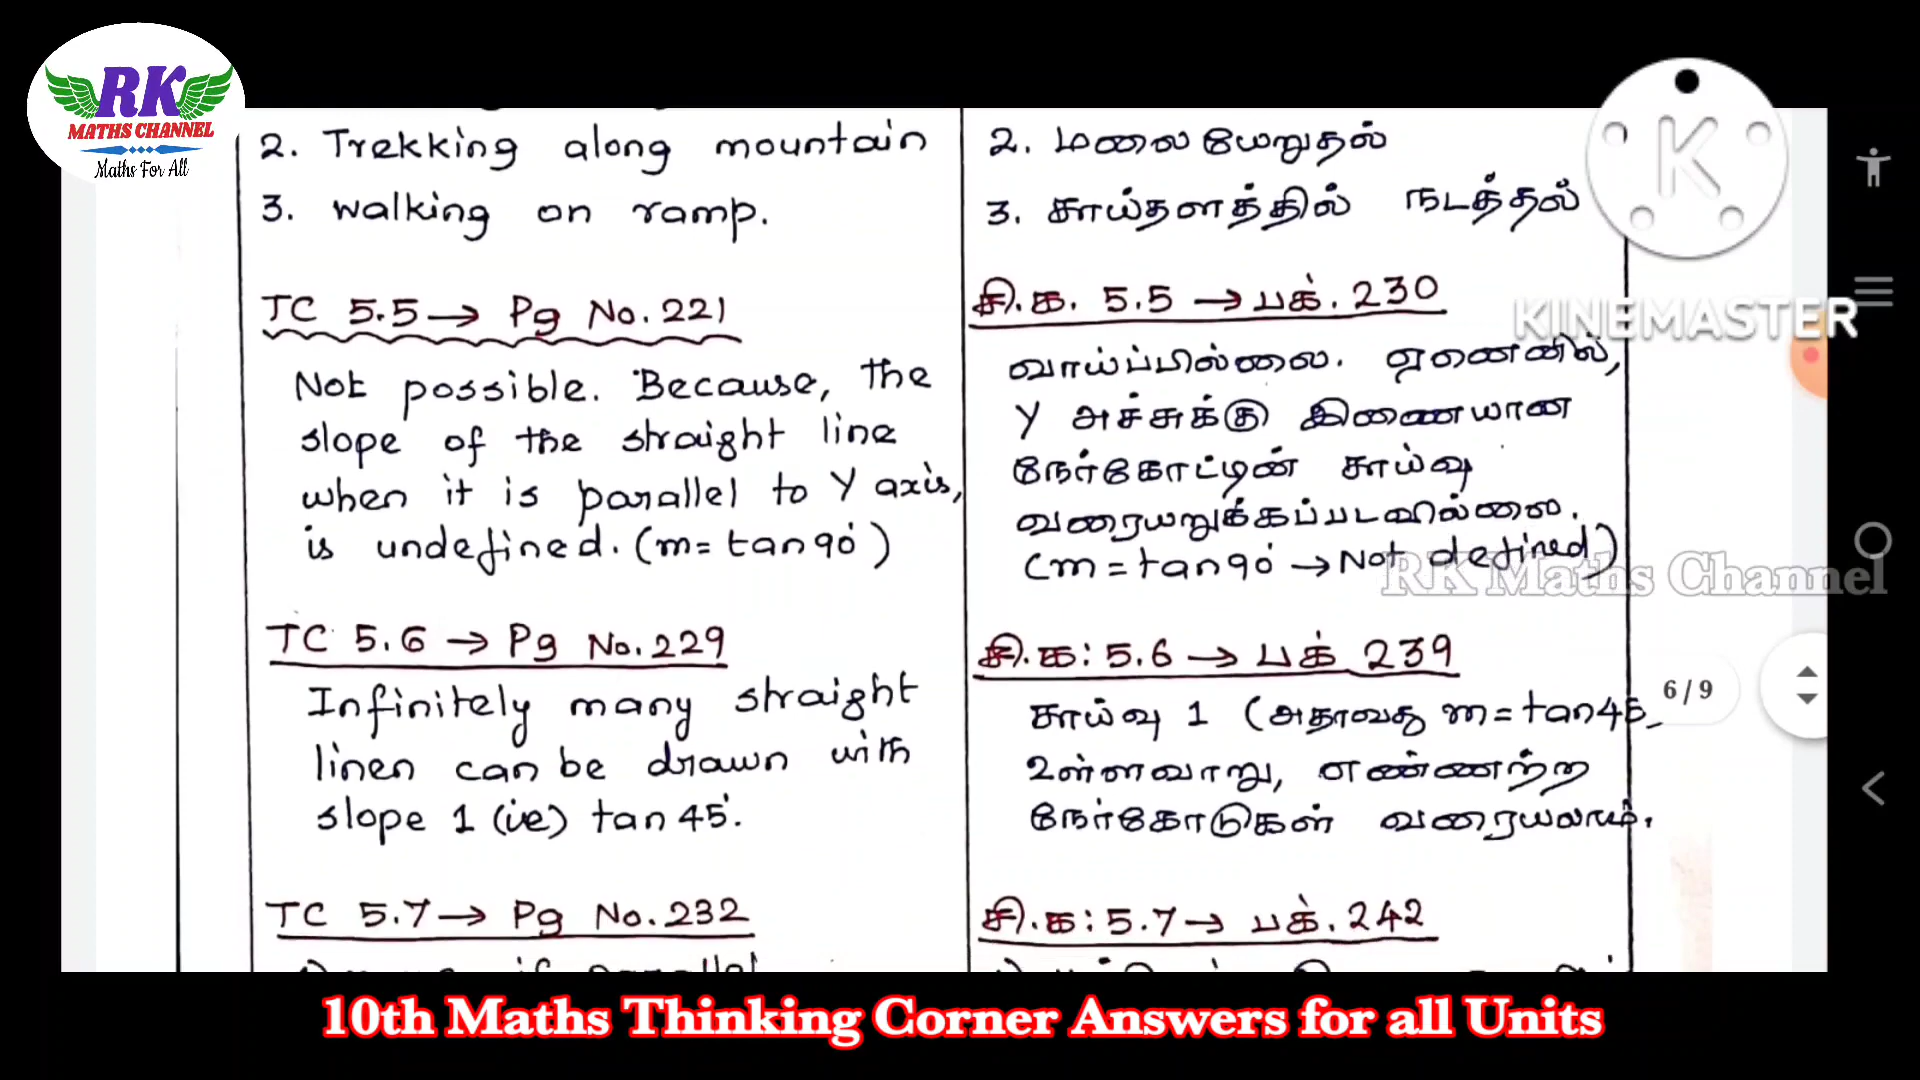 RK
MATHS CHANNEL
Maths For All
2. Trekking along mountain
3. walking on ramp.
TC 5.5 → Pg No. 221
Not possible. Because, the
slope of the straight line
when it is parallel to Y axis,
is undefined. (m = tan 90°)
TC 5.6 → Pg No. 229
Infinitely many straight
linen can be drawn with
slope 1 (ie) tan 45°.
TC 5.7 → Pg No. 232
2. மலையேறுதல்
3. சாய்தளத்தில் நடத்தல்
சி.க. 5.5 → பக். 230
வாய்ப்பில்லை. ஏனெனில்,
Y அச்சுக்கு இணையான
நேர்கோட்டின் சாய்வு
வரையறுக்கப்படவில்லை.
(m = tan 90° → Not defined)
சி.க: 5.6 → பக் 239
சாய்வு 1 (அதாவது m = tan 45
உள்ளவாறு, எண்ணற்ற
நேர்கோடுகள் வரையலாம்.
சி.க: 5.7 → பக். 242
K
KINEMASTER
RK Maths Channel
6 / 9
10th Maths Thinking Corner Answers for all Units